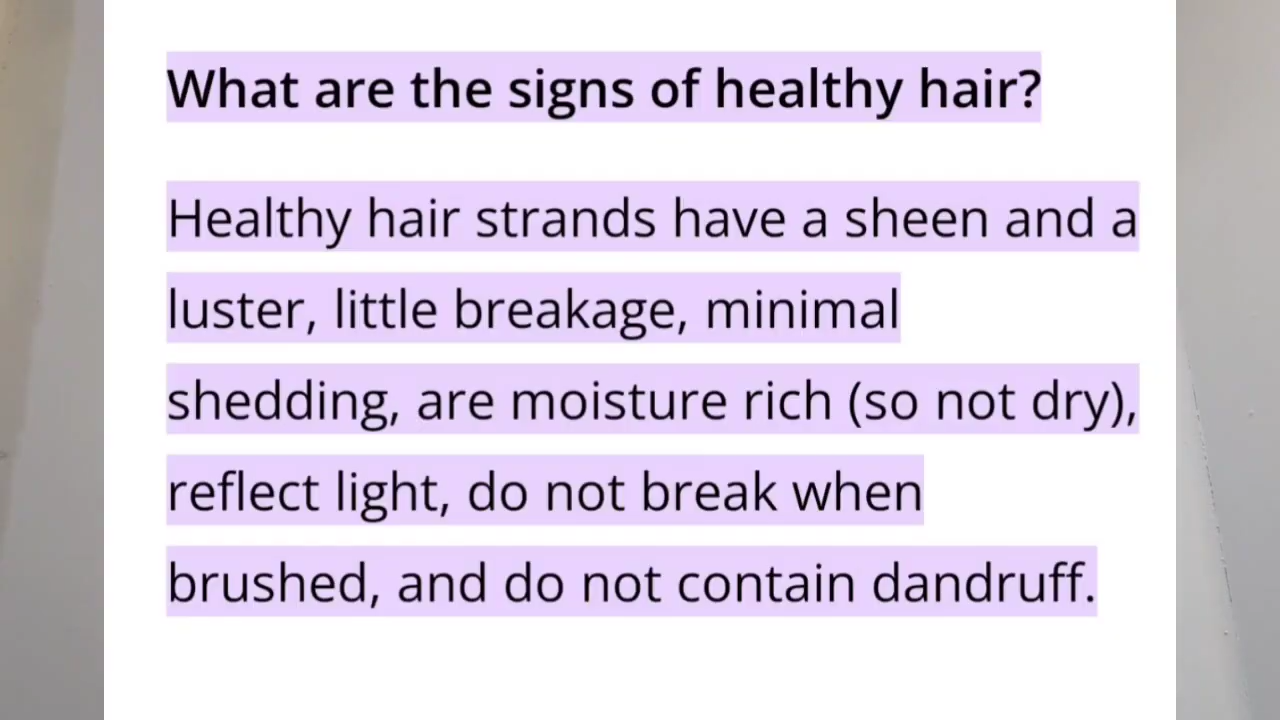 What are the signs of healthy hair?
Healthy hair strands have a sheen and a
luster, little breakage, minimal
shedding, are moisture rich (so not dry),
reflect light, do not break when
brushed, and do not contain dandruff.